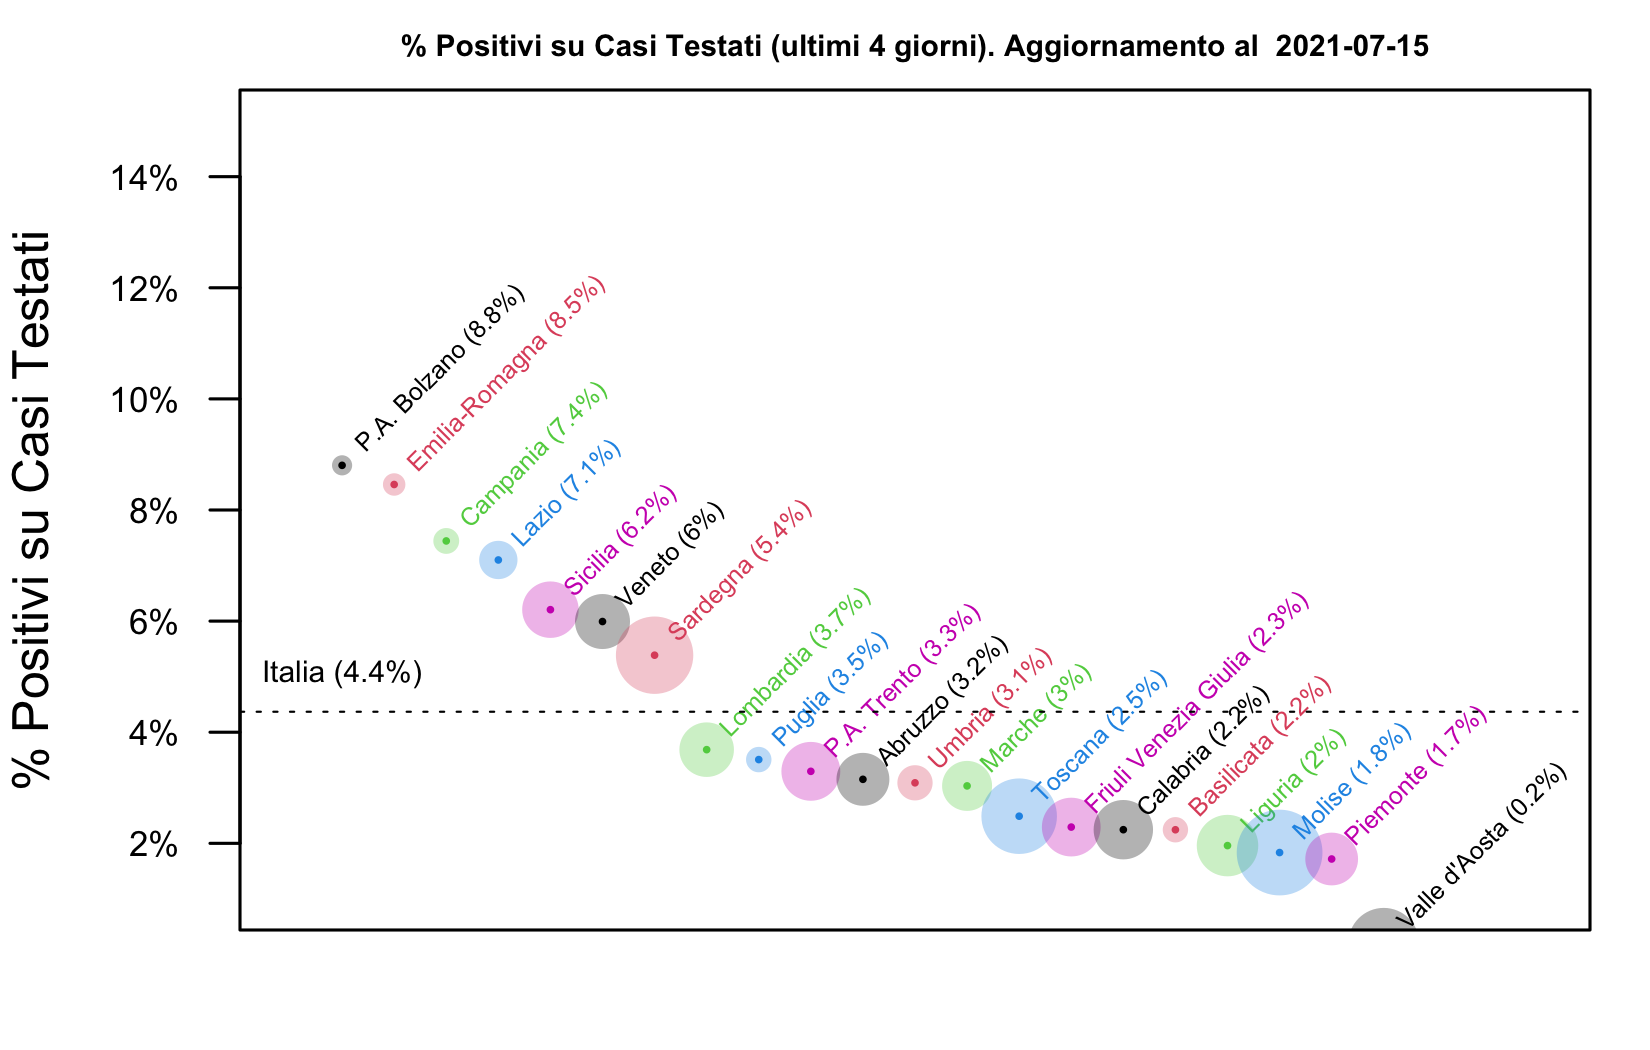 % Positivi su Casi Testati (ultimi 4 giorni). Aggiornamento al  2021-07-15
% Positivi su Casi Testati
14%
12%
10%
8%
6%
4%
2%
P.A. Bolzano (8.8%)
Emilia-Romagna (8.5%)
Campania (7.4%)
Lazio (7.1%)
Sicilia (6.2%)
Veneto (6%)
Sardegna (5.4%)
Italia (4.4%)
Lombardia (3.7%)
Puglia (3.5%)
P.A. Trento (3.3%)
Abruzzo (3.2%)
Umbria (3.1%)
Marche (3%)
Toscana (2.5%)
Friuli Venezia Giulia (2.3%)
Calabria (2.2%)
Basilicata (2.2%)
Liguria (2%)
Molise (1.8%)
Piemonte (1.7%)
Valle d'Aosta (0.2%)